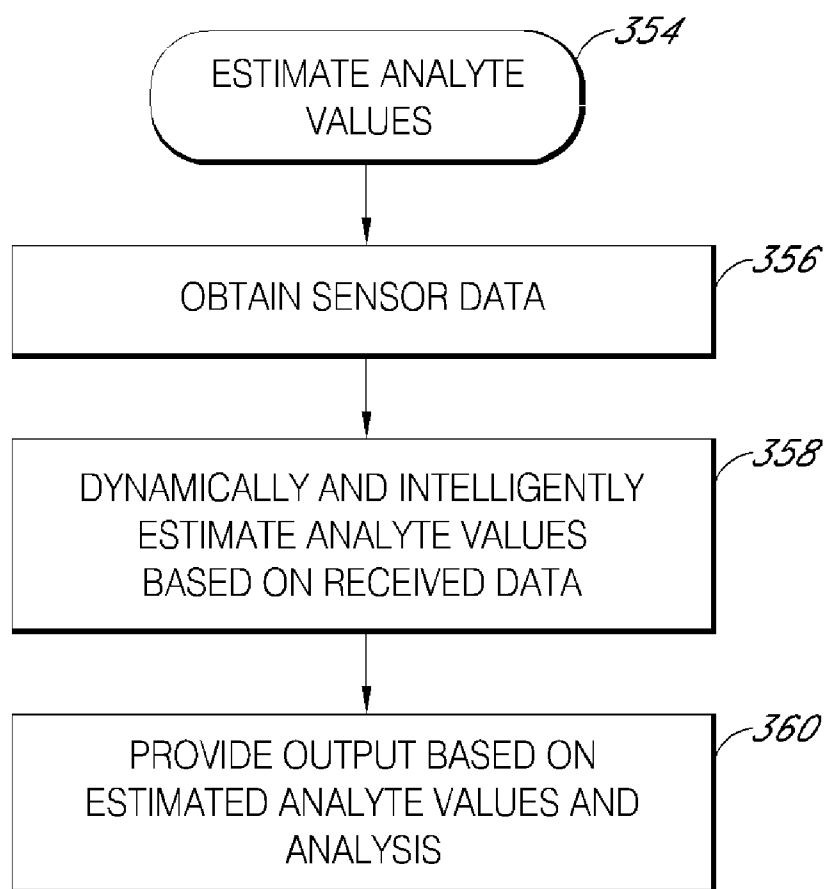 354
ESTIMATE ANALYTE
VALUES
356
OBTAIN SENSOR DATA
358
DYNAMICALLY AND INTELLIGENTLY
ESTIMATE ANALYTE VALUES
BASED ON RECEIVED DATA
360
PROVIDE OUTPUT BASED ON
ESTIMATED ANALYTE VALUES AND
ANALYSIS